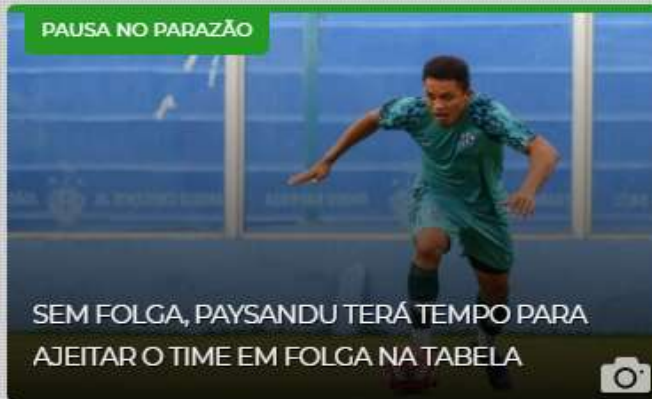 PAUSA NO PARAZÃO
SEM FOLGA, PAYSANDU TERÁ TEMPO PARA
AJEITAR O TIME EM FOLGA NA TABELA